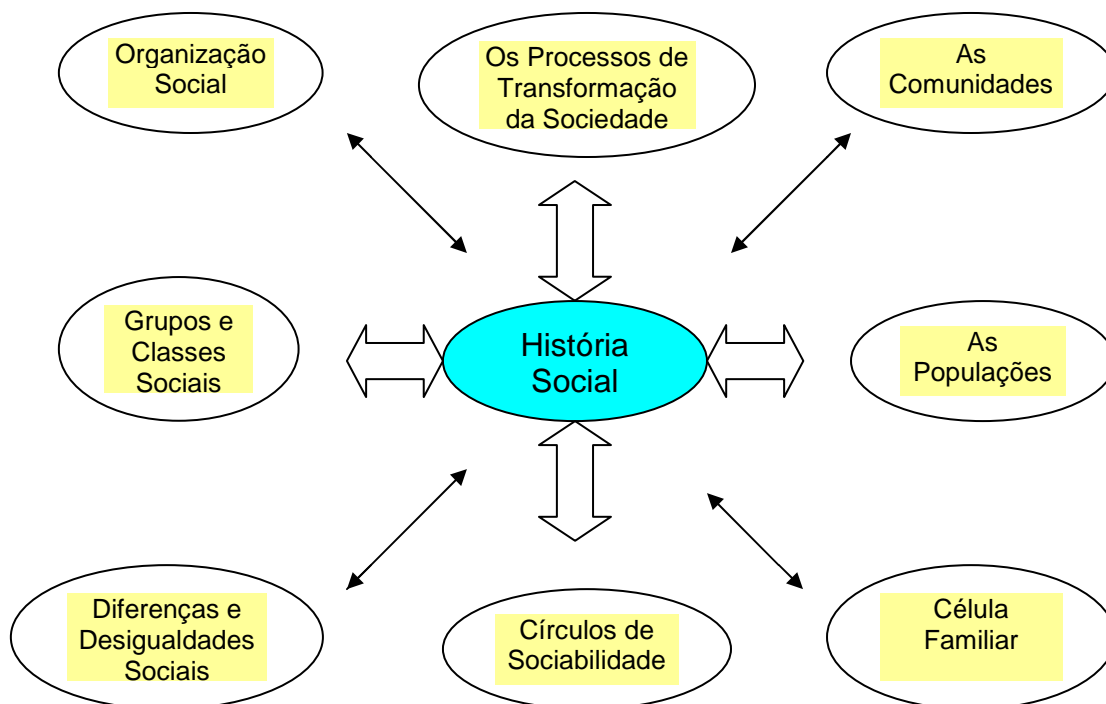 Organização
Social
Os Processos de
Transformação
da Sociedade
As
Comunidades
Grupos e
Classes
Sociais
História
Social
As
Populações
Diferenças e
Desigualdades
Sociais
Círculos de
Sociabilidade
Célula
Familiar